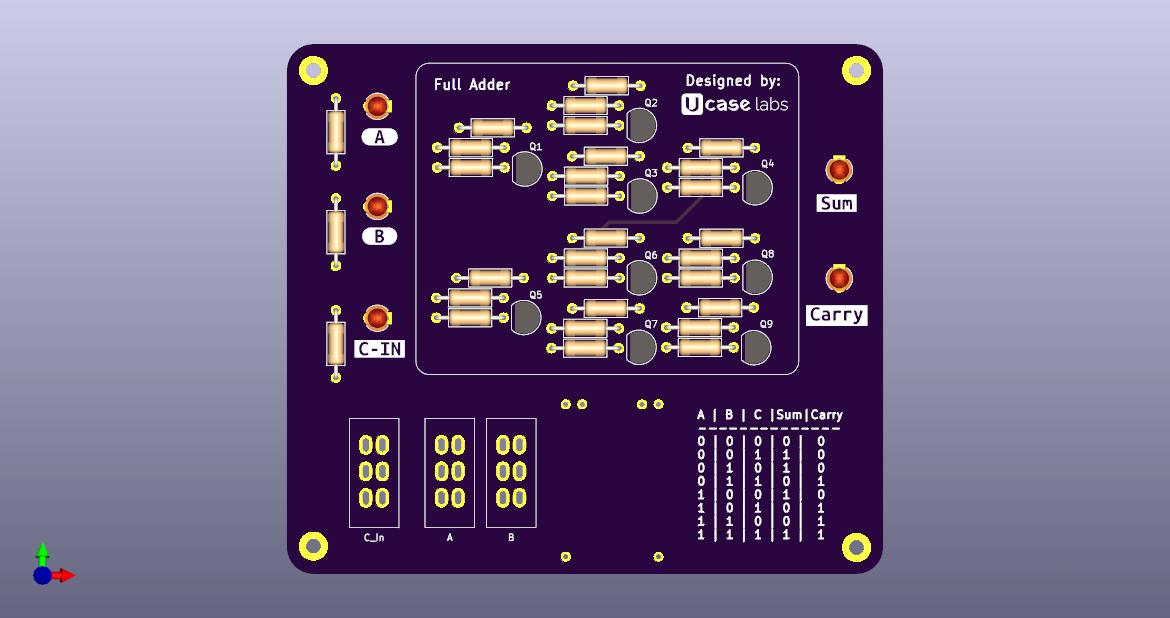 Full Adder
Designed by:
U case labs
Q2
Q1
Q3
Q4
A
B
C-IN
Sum
Carry
Q6
Q8
Q5
Q7
Q9
A | B | C |Sum|Carry
--------------------
0 | 0 | 0 | 0 | 0
0 | 0 | 1 | 1 | 0
0 | 1 | 0 | 1 | 0
0 | 1 | 1 | 0 | 1
1 | 0 | 0 | 1 | 0
1 | 0 | 1 | 0 | 1
1 | 1 | 0 | 0 | 1
1 | 1 | 1 | 1 | 1
C_In
A
B